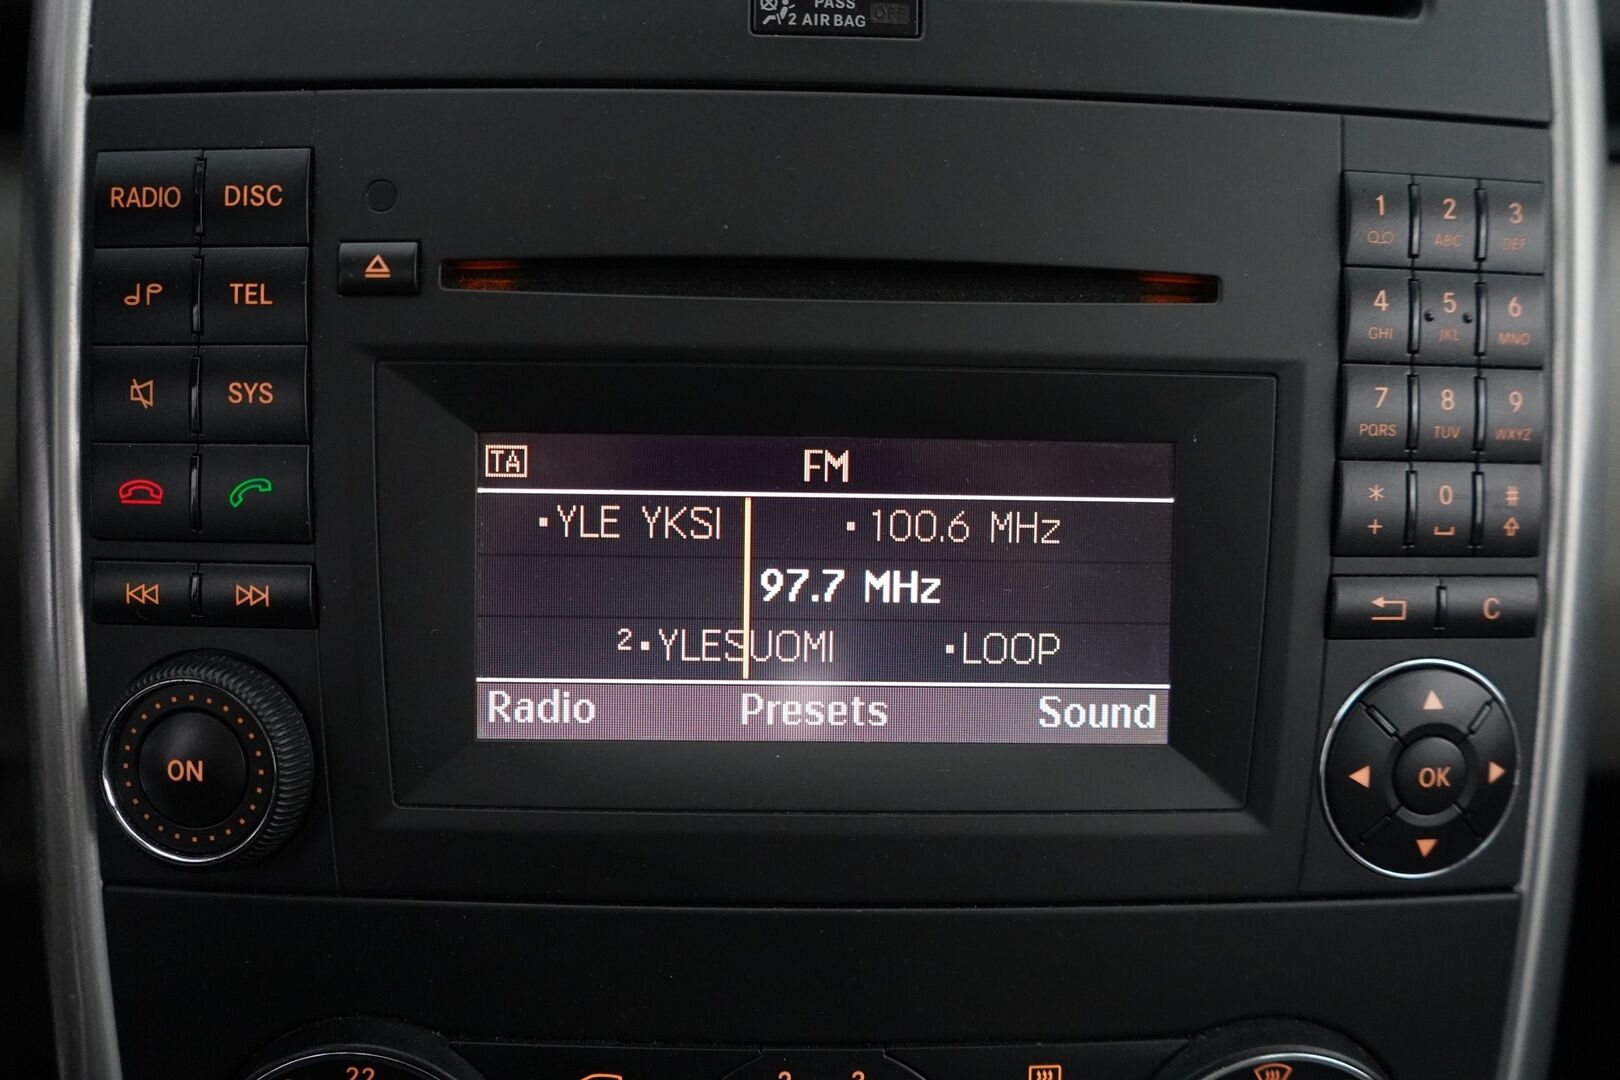 PASS
2 AIR BAG OFF
RADIO DISC
TEL
SYS
ON
TA FM
•YLE YKSI •100.6 MHz
97.7 MHz
2•YLESUOMI •LOOP
Radio Presets Sound
1 2 3
ABC DEF
4 5 6
GHI JKL MNO
7 8 9
PQRS TUV WXYZ
* 0 #
+
C
OK
22